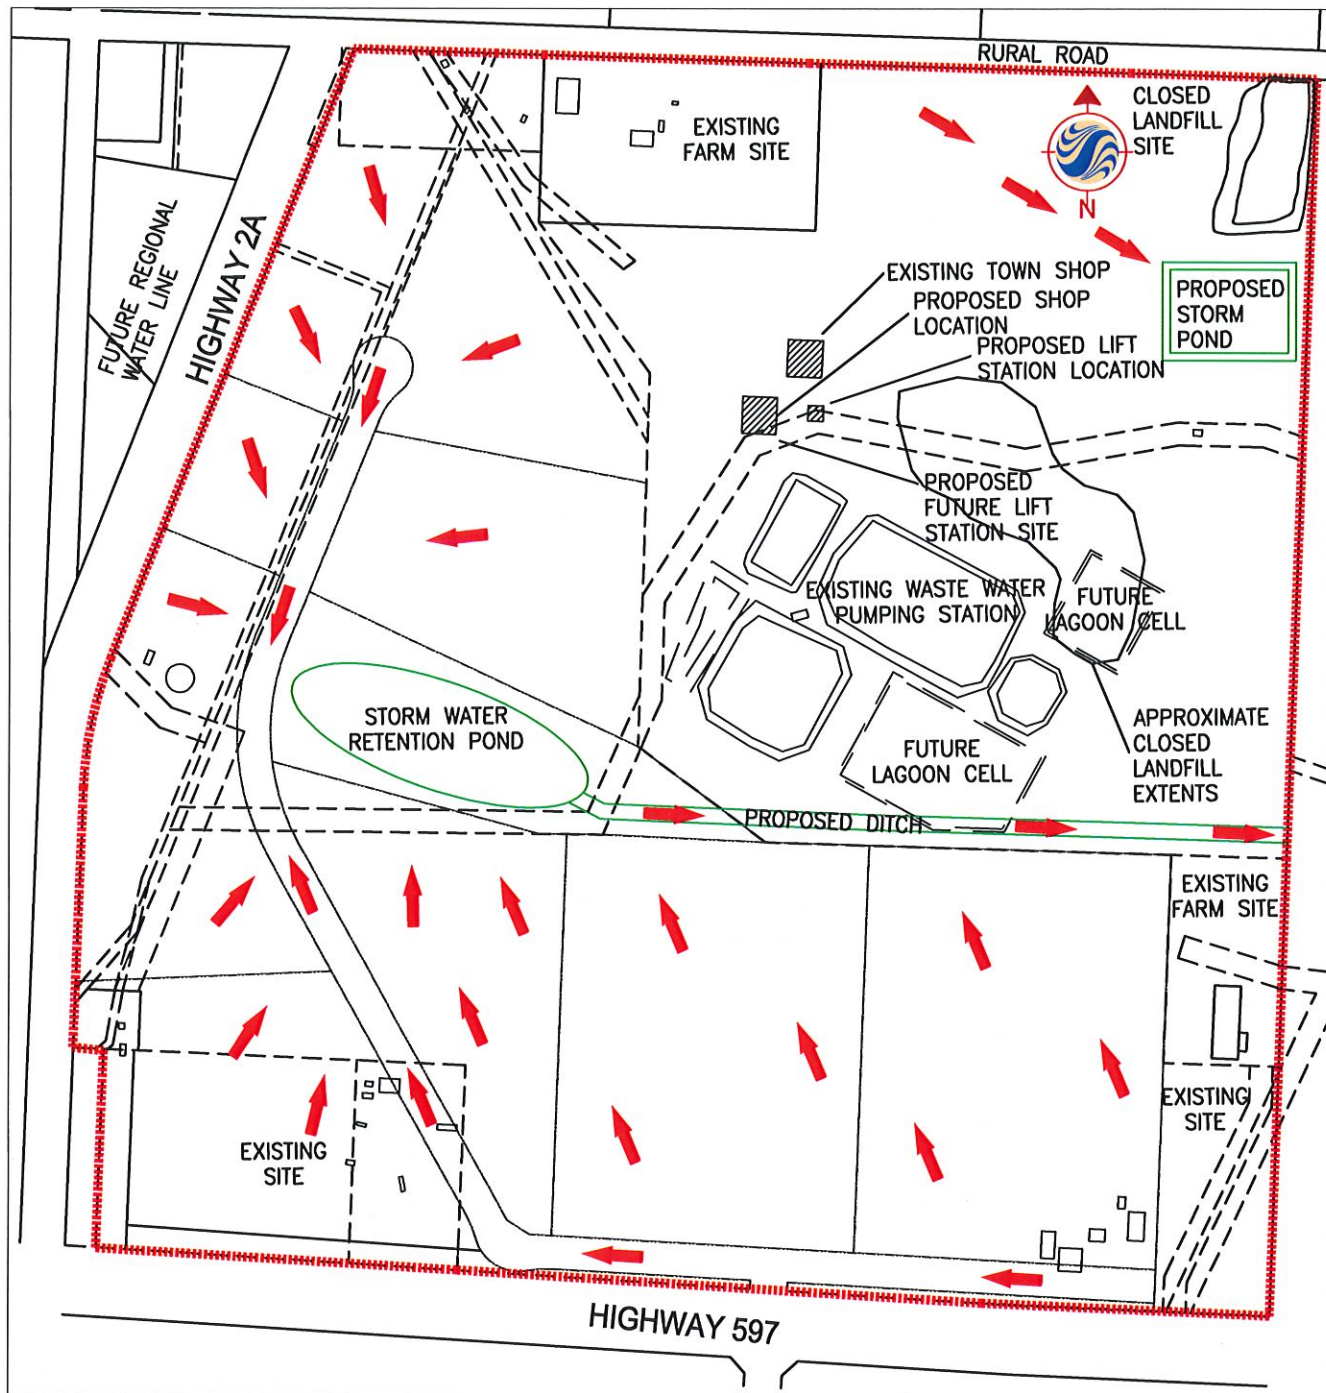 RURAL ROAD
CLOSED
LANDFILL
SITE
N
EXISTING
FARM SITE
FUTURE REGIONAL
WATER LINE
HIGHWAY 2A
EXISTING TOWN SHOP
PROPOSED SHOP
LOCATION
PROPOSED LIFT
STATION LOCATION
PROPOSED
STORM
POND
PROPOSED
FUTURE LIFT
STATION SITE
EXISTING WASTE WATER
PUMPING STATION
FUTURE
LAGOON CELL
STORM WATER
RETENTION POND
FUTURE
LAGOON CELL
APPROXIMATE
CLOSED
LANDFILL
EXTENTS
PROPOSED DITCH
EXISTING
FARM SITE
EXISTING
SITE
EXISTING
SITE
HIGHWAY 597